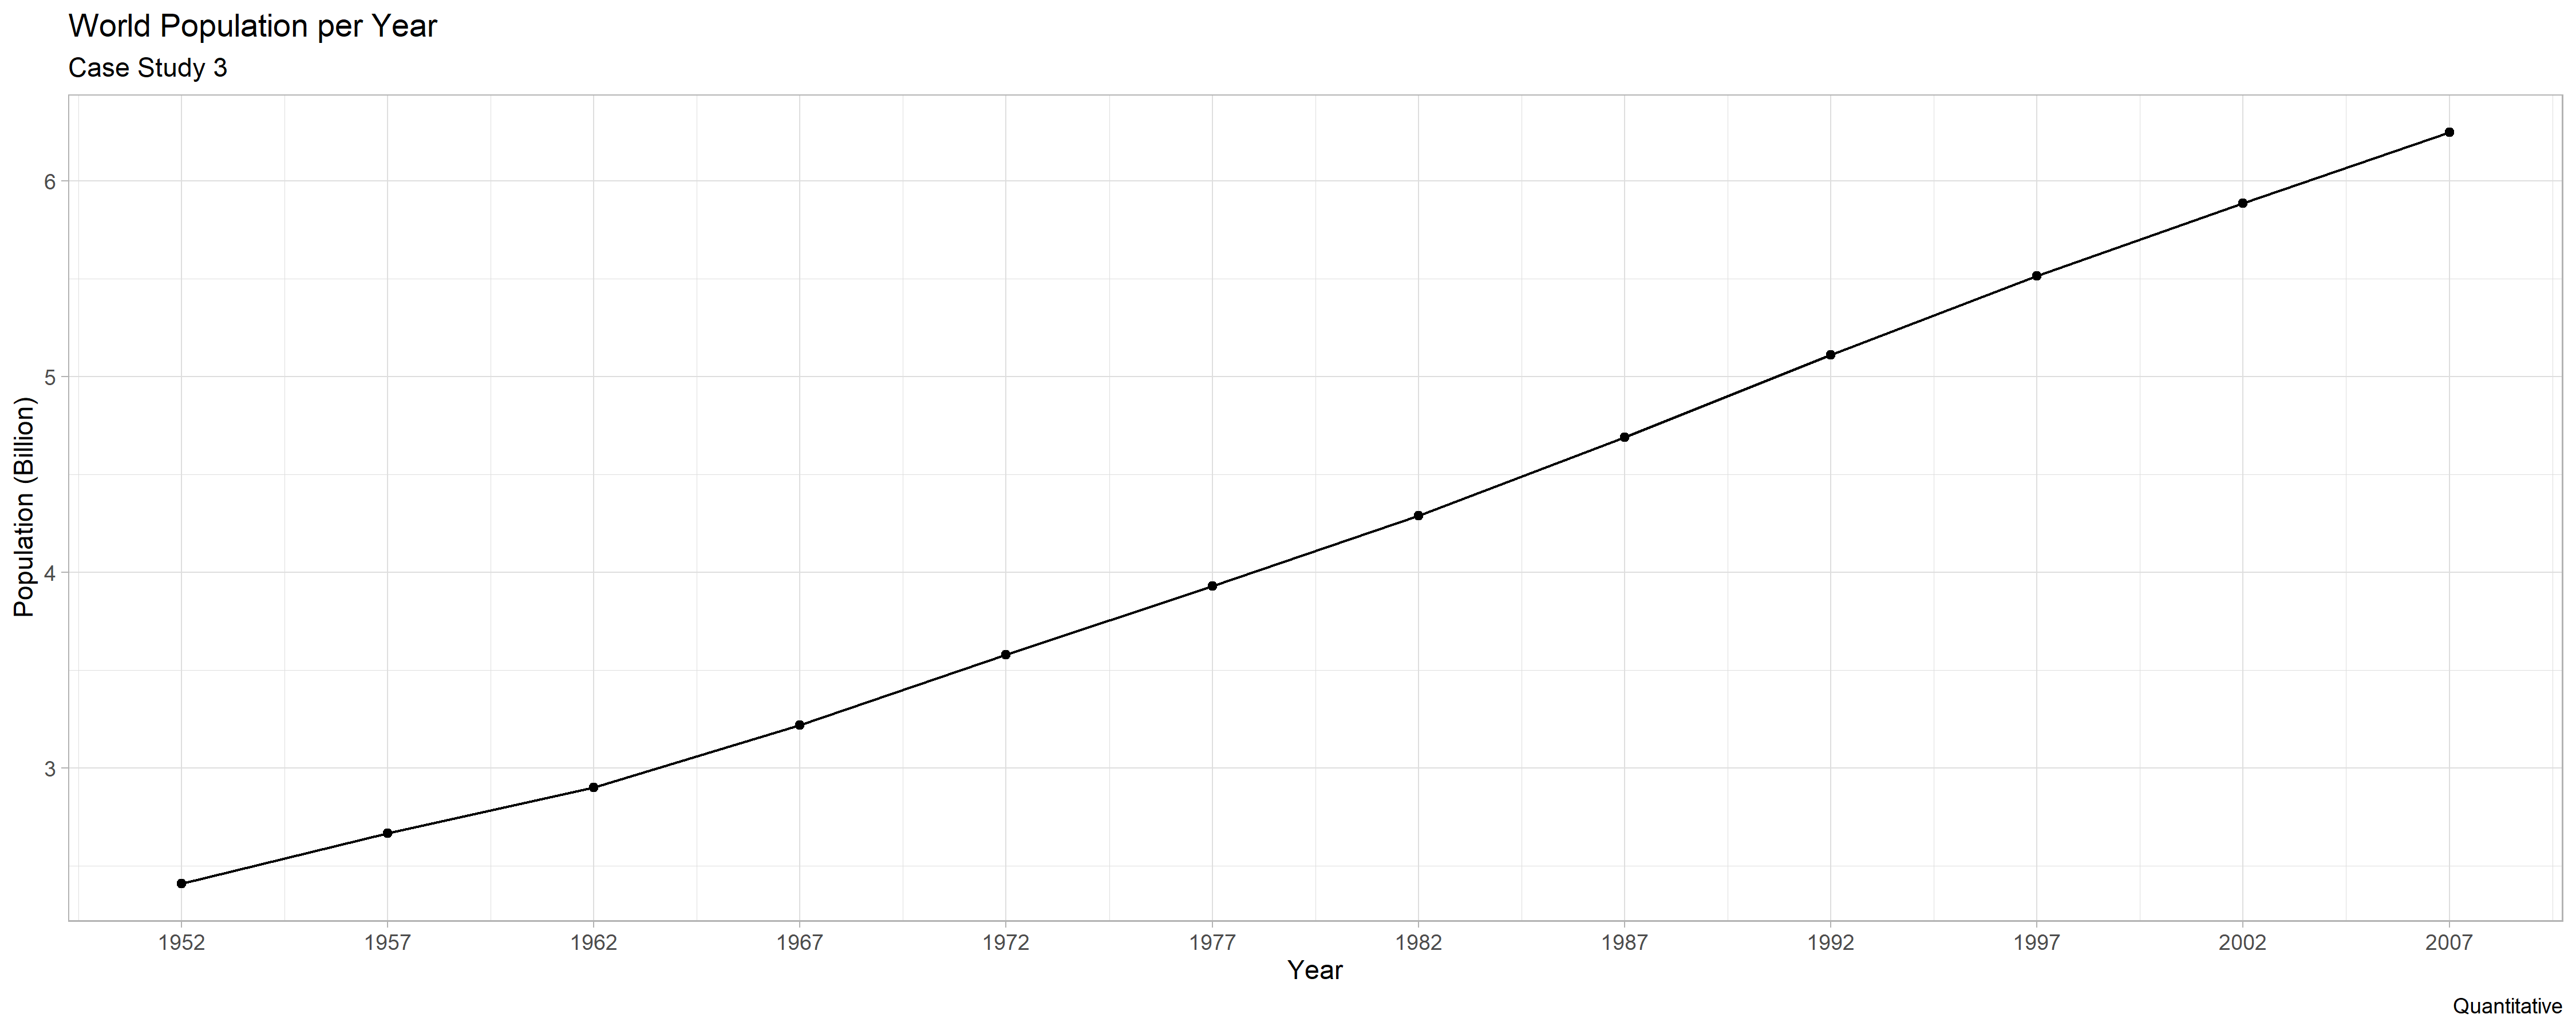 World Population per Year
Case Study 3
Population (Billion)
6
5
4
3
1952 1957 1962 1967 1972 1977 1982 1987 1992 1997 2002 2007
Year
Quantitative